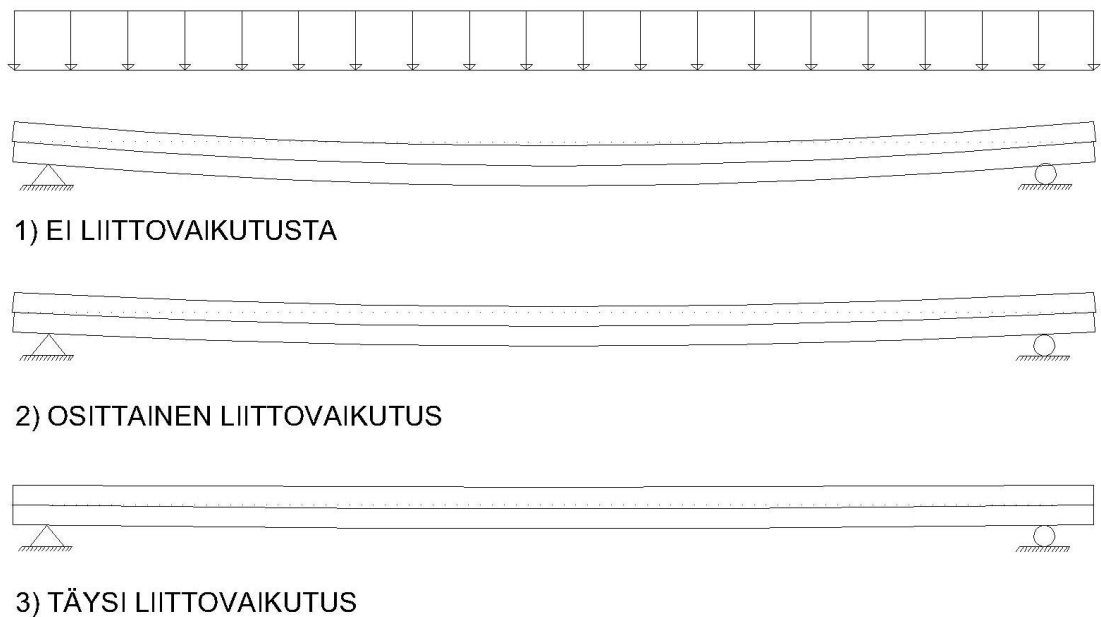 1) EI LIITTOVAIKUTUSTA
2) OSITTAINEN LIITTOVAIKUTUS
3) TÄYSI LIITTOVAIKUTUS